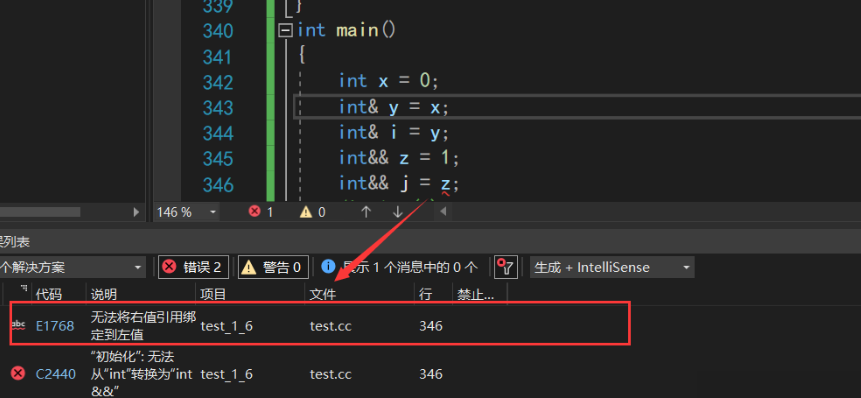 339
}
340
int main()
341
{
342
int x = 0;
343
int& y = x;
344
int& i = y;
345
int&& z = 1;
346
int&& j = z;
146 %
1
0
误列表
个解决方案
错误 2
警告 0
展示 1 个消息中的 0 个
生成 + IntelliSense
代码
说明
项目
文件
行
禁止...
abc
E1768
无法将右值引用绑
定到左值
test_1_6
test.cc
346
C2440
“初始化”: 无法
从“int”转换为“int
&&”
test_1_6
test.cc
346